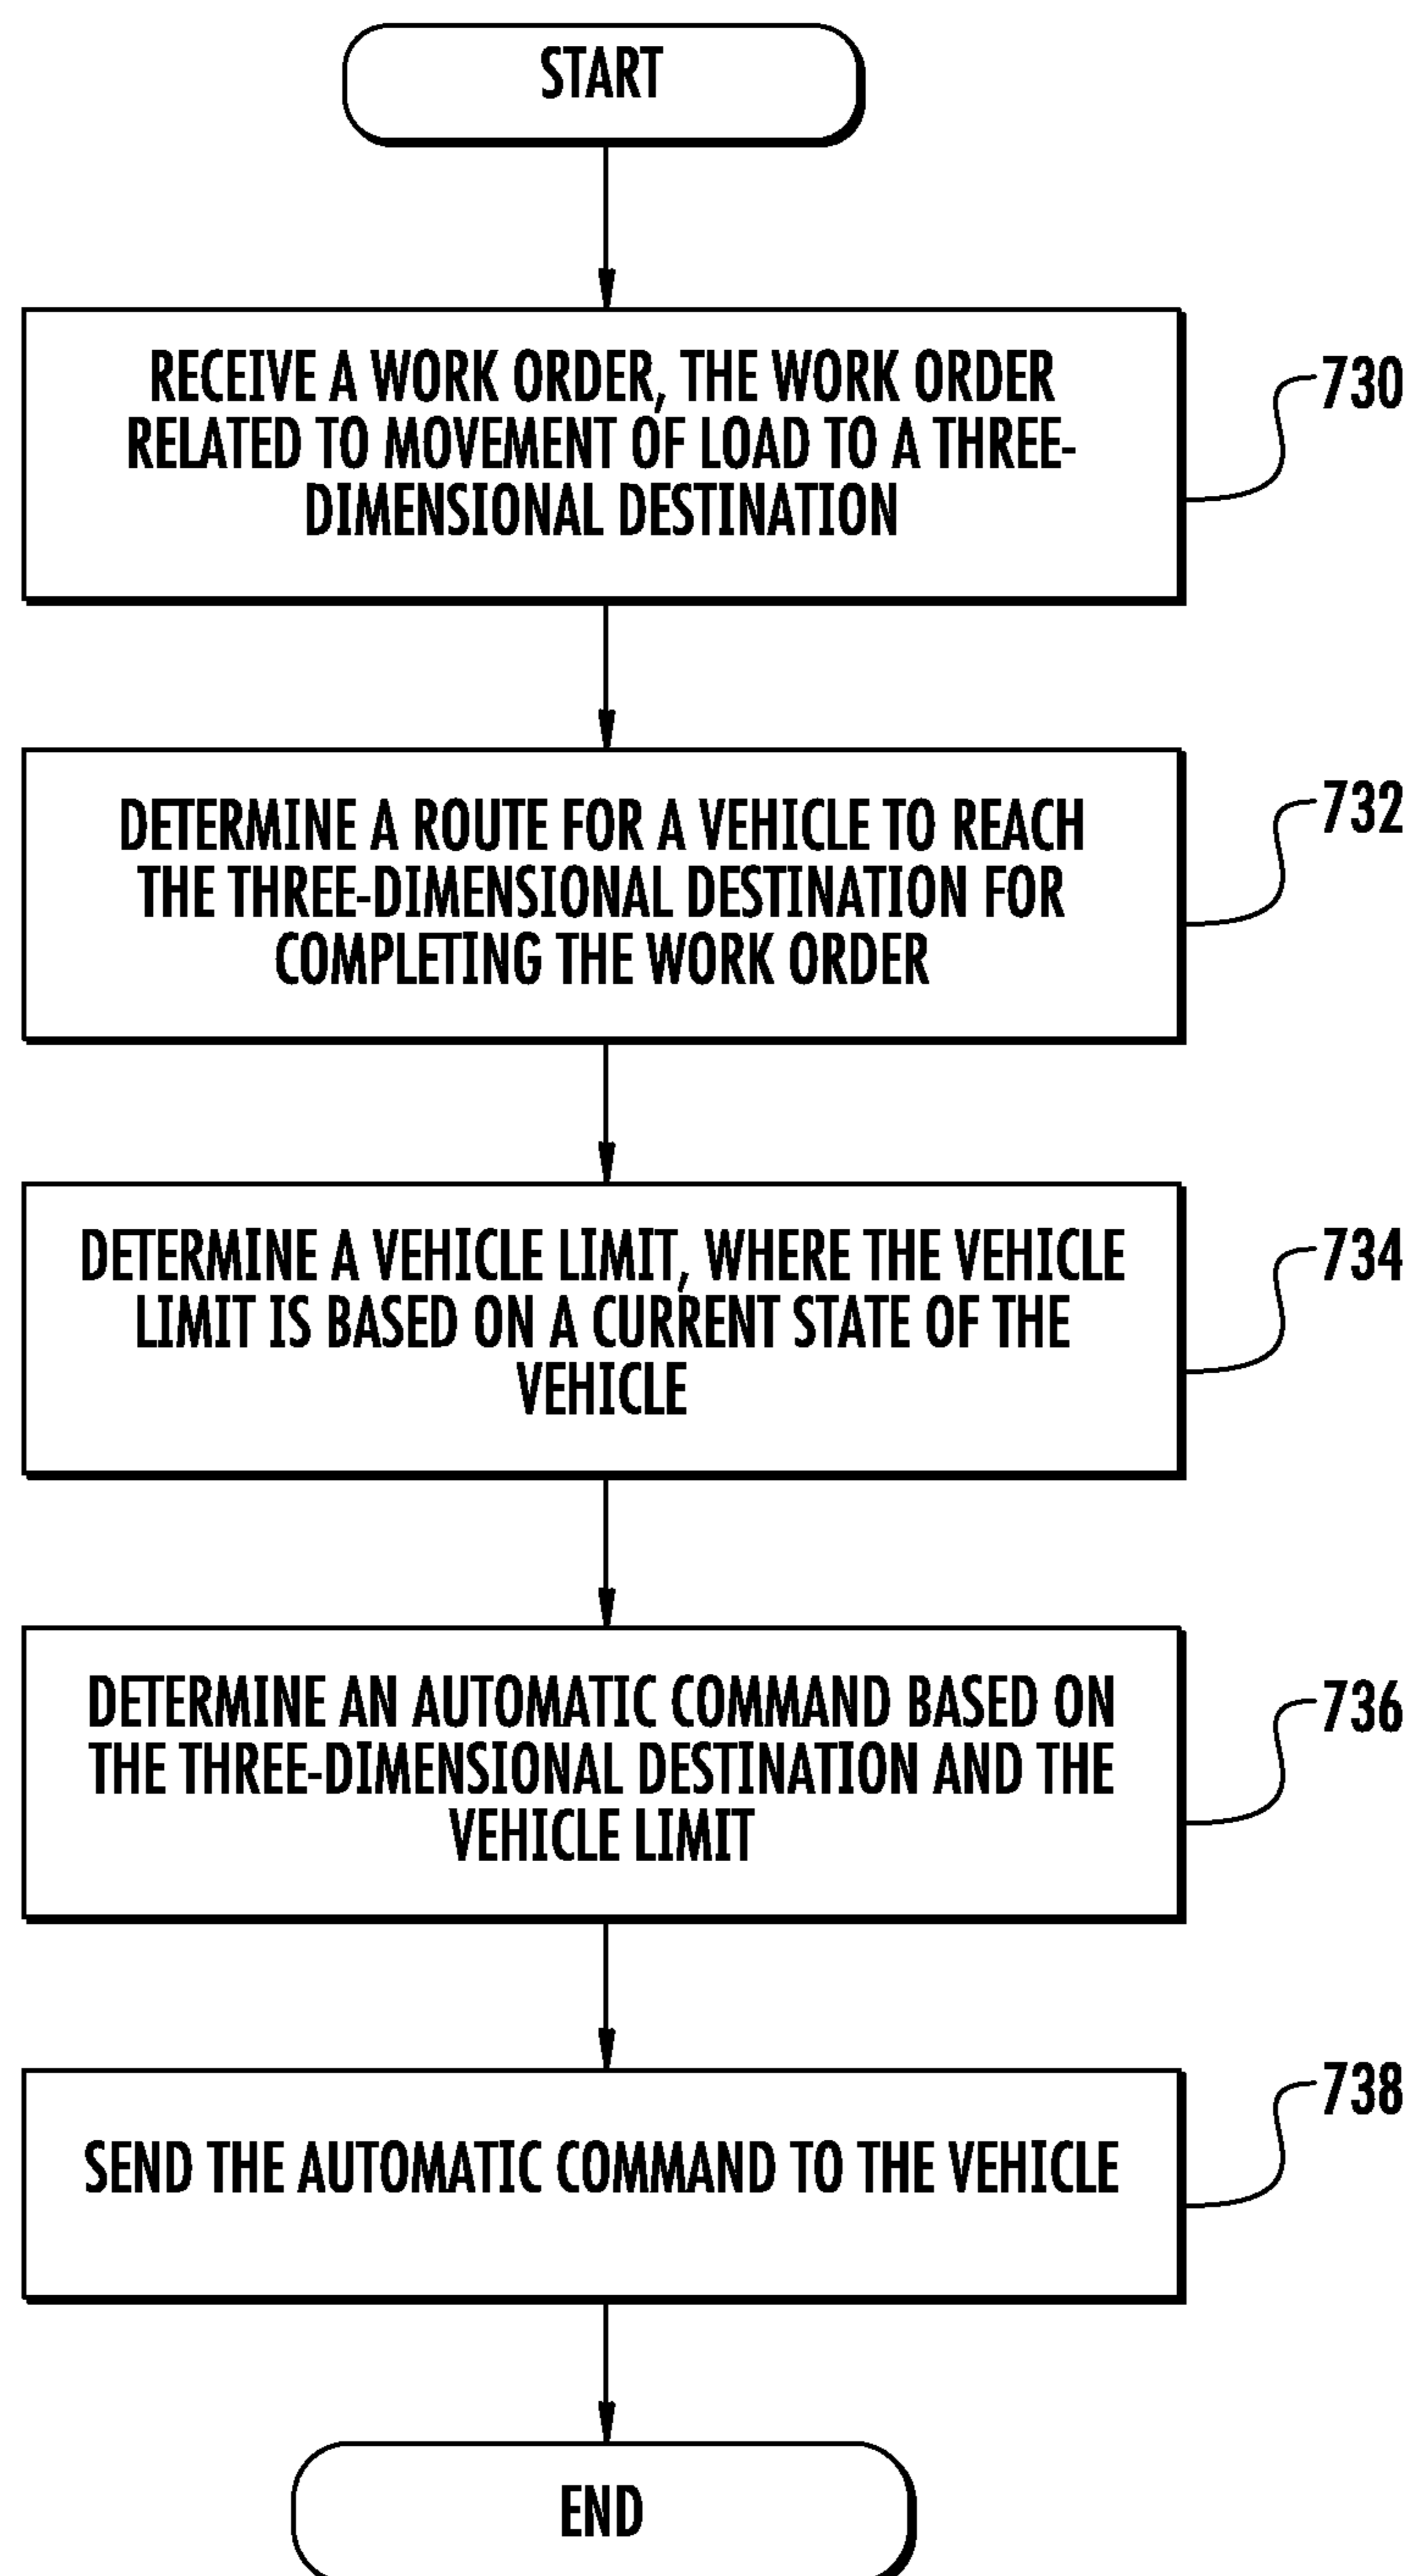 START
RECEIVE A WORK ORDER, THE WORK ORDER
RELATED TO MOVEMENT OF LOAD TO A THREE-
DIMENSIONAL DESTINATION
730
DETERMINE A ROUTE FOR A VEHICLE TO REACH
THE THREE-DIMENSIONAL DESTINATION FOR
COMPLETING THE WORK ORDER
732
DETERMINE A VEHICLE LIMIT, WHERE THE VEHICLE
LIMIT IS BASED ON A CURRENT STATE OF THE
VEHICLE
734
DETERMINE AN AUTOMATIC COMMAND BASED ON
THE THREE-DIMENSIONAL DESTINATION AND THE
VEHICLE LIMIT
736
SEND THE AUTOMATIC COMMAND TO THE VEHICLE
738
END